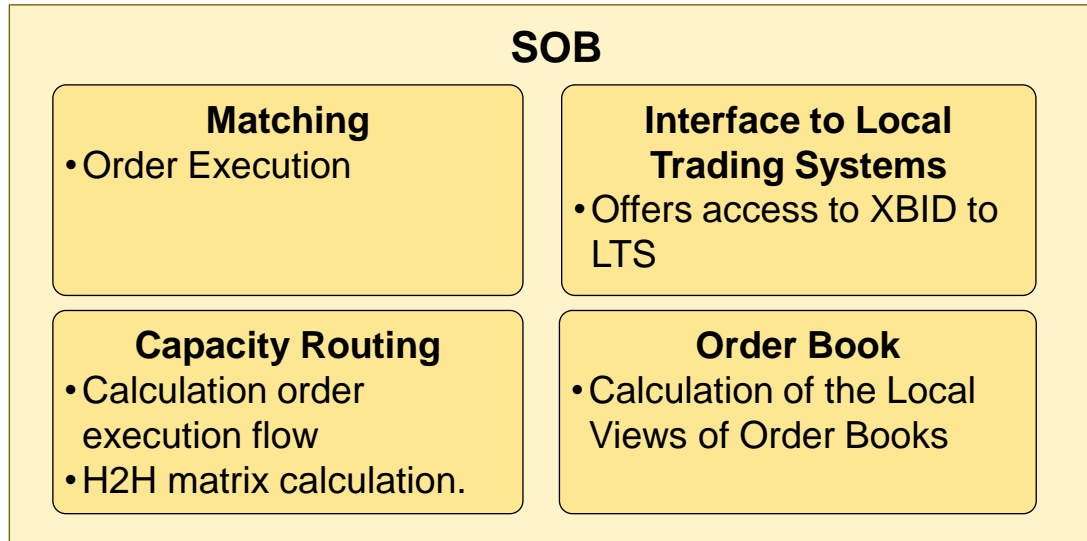 SOB
Matching
•Order Execution
Interface to Local
Trading Systems
•Offers access to XBID to
LTS
Capacity Routing
•Calculation order
execution flow
•H2H matrix calculation.
Order Book
•Calculation of the Local
Views of Order Books